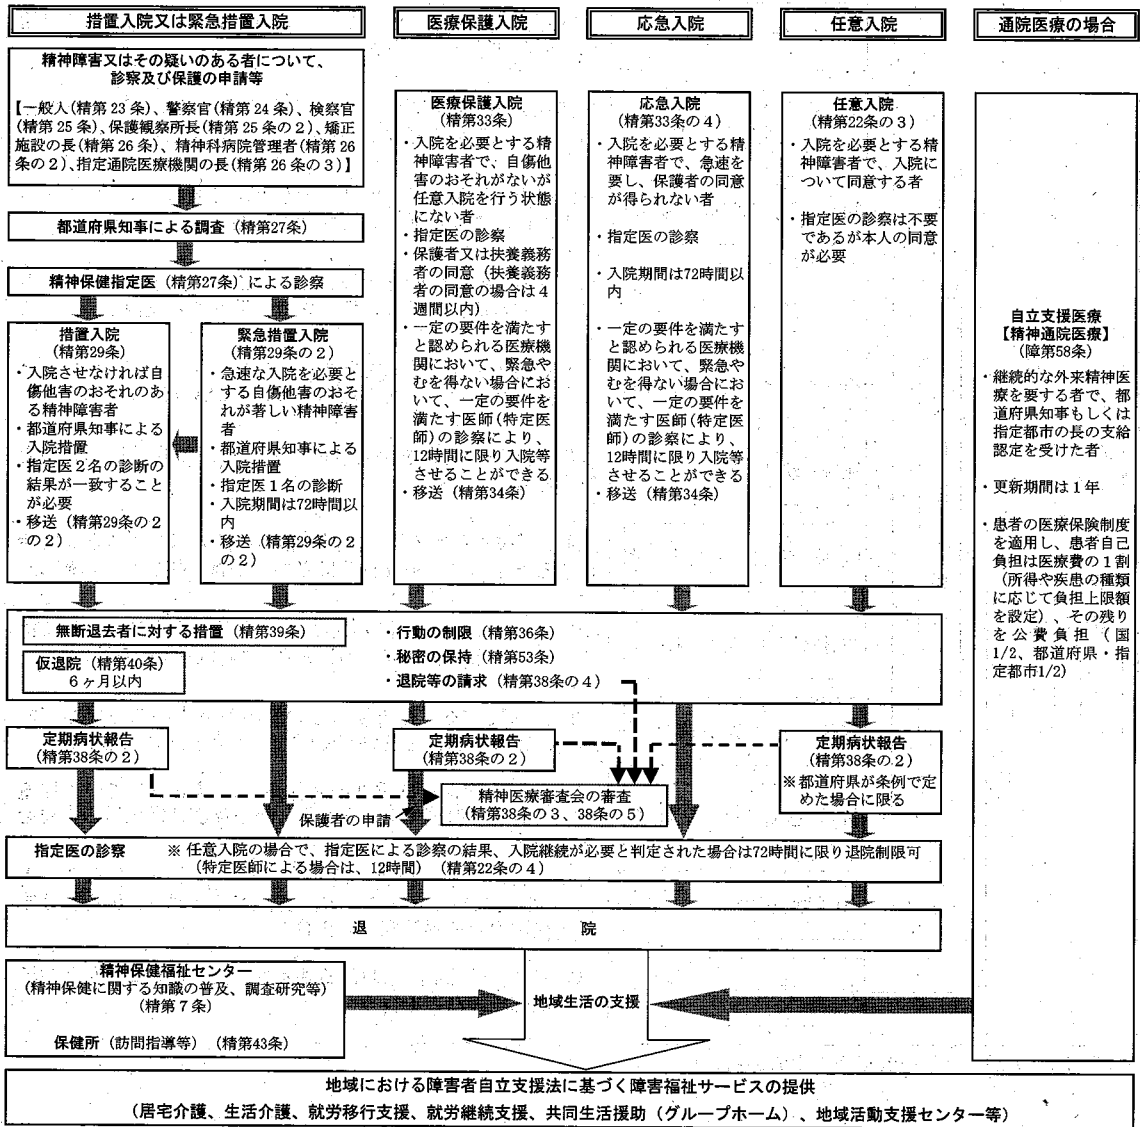 措置入院又は緊急措置入院
医療保護入院
応急入院
任意入院
通院医療の場合
精神障害又はその疑いのある者について、
診察及び保護の申請等
【一般人(精第23条)、警察官(精第24条)、検察官
(精第25条)、保護観察所長(精第25条の2)、矯正
施設の長(精第26条)、精神科病院管理者(精第26
条の2)、指定通院医療機関の長(精第26条の3)】
都道府県知事による調査（精第27条）
精神保健指定医（精第27条）による診察
措置入院
（精第29条）
・入院させなければ自
傷他害のおそれのあ
る精神障害者
・都道府県知事による
入院措置
・指定医2名の診断の
結果が一致すること
が必要
・移送（精第29条の2
の2）
緊急措置入院
（精第29条の2）
・急速な入院を必要と
する自傷他害のおそ
れが著しい精神障害
者
・都道府県知事による
入院措置
・指定医1名の診断
・入院期間は72時間以
内
・移送（精第29条の2
の2）
医療保護入院
（精第33条）
・入院を必要とする精
神障害者で、自傷他
害のおそれがないが
任意入院を行う状態
にない者
・指定医の診察
・保護者又は扶養義務
者の同意（扶養義務
者の同意の場合は4
週間以内）
・一定の要件を満たす
と認められる医療機
関において、緊急や
むを得ない場合にお
いて、一定の要件を
満たす医師（特定医
師）の診察により、
12時間に限り入院等
させることができる
・移送（精第34条）
応急入院
（精第33条の4）
・入院を必要とする精
神障害者で、急速を
要し、保護者の同意
が得られない者
・指定医の診察
・入院期間は72時間以
内
・一定の要件を満たす
と認められる医療機
関において、緊急や
むを得ない場合にお
いて、一定の要件を
満たす医師（特定医
師）の診察により、
12時間に限り入院等
させることができる
・移送（精第34条）
任意入院
（精第22条の3）
・入院を必要とする精
神障害者で、入院に
ついて同意する者
・指定医の診察は不要
であるが本人の同意
が必要
自立支援医療
【精神通院医療】
（障第58条）
・継続的な外来精神医
療を要する者で、都
道府県知事もしくは
指定都市の長の支給
認定を受けた者
・更新期間は1年
・患者の医療保険制度
を適用し、患者自己
負担は医療費の1割
（所得や疾患の種類
に応じて負担上限額
を設定）、その残り
を公費負担（国
1/2、都道府県・指
定都市1/2）
無断退去者に対する措置（精第39条）
仮退院（精第40条）
6ヶ月以内
・行動の制限（精第36条）
・秘密の保持（精第53条）
・退院等の請求（精第38条の4）
定期病状報告
（精第38条の2）
定期病状報告
（精第38条の2）
定期病状報告
（精第38条の2）
※都道府県が条例で定
めた場合に限る
精神医療審査会の審査
（精第38条の3、38条の5）
保護者の申請
指定医の診察 ※ 任意入院の場合で、指定医による診察の結果、入院継続が必要と判定された場合は72時間に限り退院制限可
（特定医師による場合は、12時間）（精第22条の4）
退 院
精神保健福祉センター
（精神保健に関する知識の普及、調査研究等）
（精第7条）
保健所（訪問指導等）（精第43条）
地域生活の支援
地域における障害者自立支援法に基づく障害福祉サービスの提供
（居宅介護、生活介護、就労移行支援、就労継続支援、共同生活援助（グループホーム）、地域活動支援センター等）